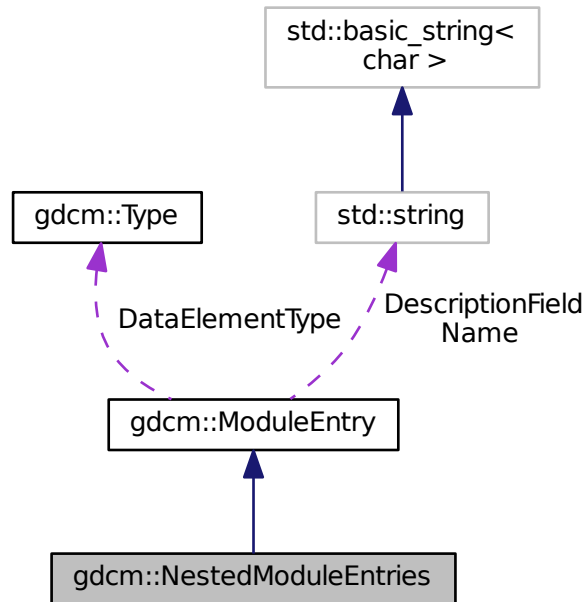 std::basic_string<
char >
gdcm::Type
std::string
DataElementType
DescriptionField
Name
gdcm::ModuleEntry
gdcm::NestedModuleEntries